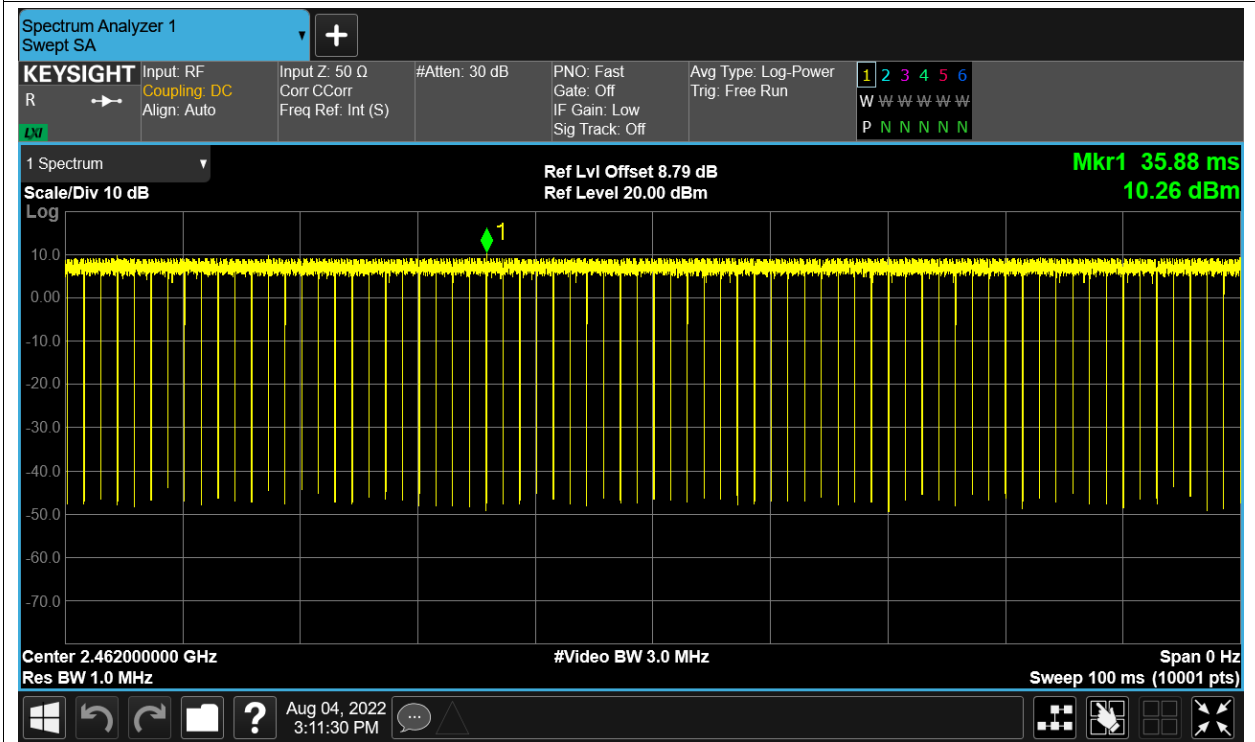 Spectrum Analyzer 1
Swept SA
+
KEYSIGHT
R
LXI
Input: RF
Coupling: DC
Align: Auto
Input Z: 50 Ω
Corr CCorr
Freq Ref: Int (S)
#Atten: 30 dB
PNO: Fast
Gate: Off
IF Gain: Low
Sig Track: Off
Avg Type: Log-Power
Trig: Free Run
1 2 3 4 5 6
W W W W W W
P N N N N N
1 Spectrum
Scale/Div 10 dB
Ref Lvl Offset 8.79 dB
Ref Level 20.00 dBm
Mkr1 35.88 ms
10.26 dBm
Log
1
10.0
0.00
-10.0
-20.0
-30.0
-40.0
-50.0
-60.0
-70.0
Center 2.462000000 GHz
Res BW 1.0 MHz
#Video BW 3.0 MHz
Span 0 Hz
Sweep 100 ms (10001 pts)
?
Aug 04, 2022
3:11:30 PM